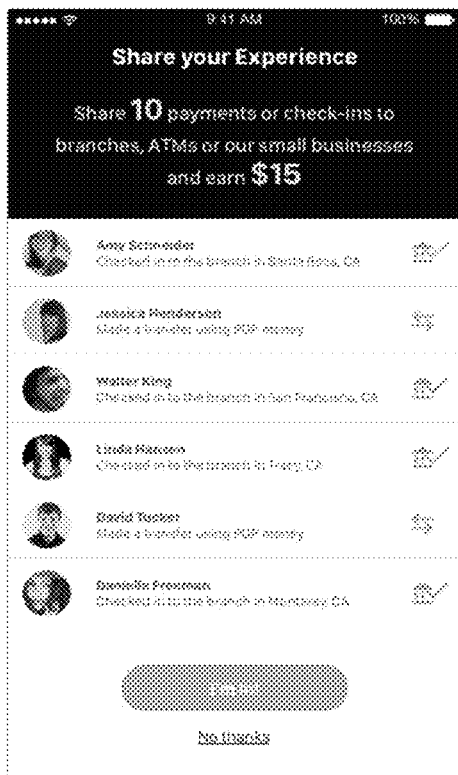 9:41 AM 100%
Share your Experience
Share 10 payments or check-ins to
branches, ATMs or our small businesses
and earn $15
Amy Schneider
Checked in to the branch in Santa Rosa, CA
Jessica Henderson
Made a transfer using POP money
Walter King
Checked in to the branch in San Francisco, CA
Linda Hansen
Checked in to the branch in Tracy, CA
David Tucker
Made a transfer using POP money
Danielle
Checked in to the branch in Monterey, CA
No thanks